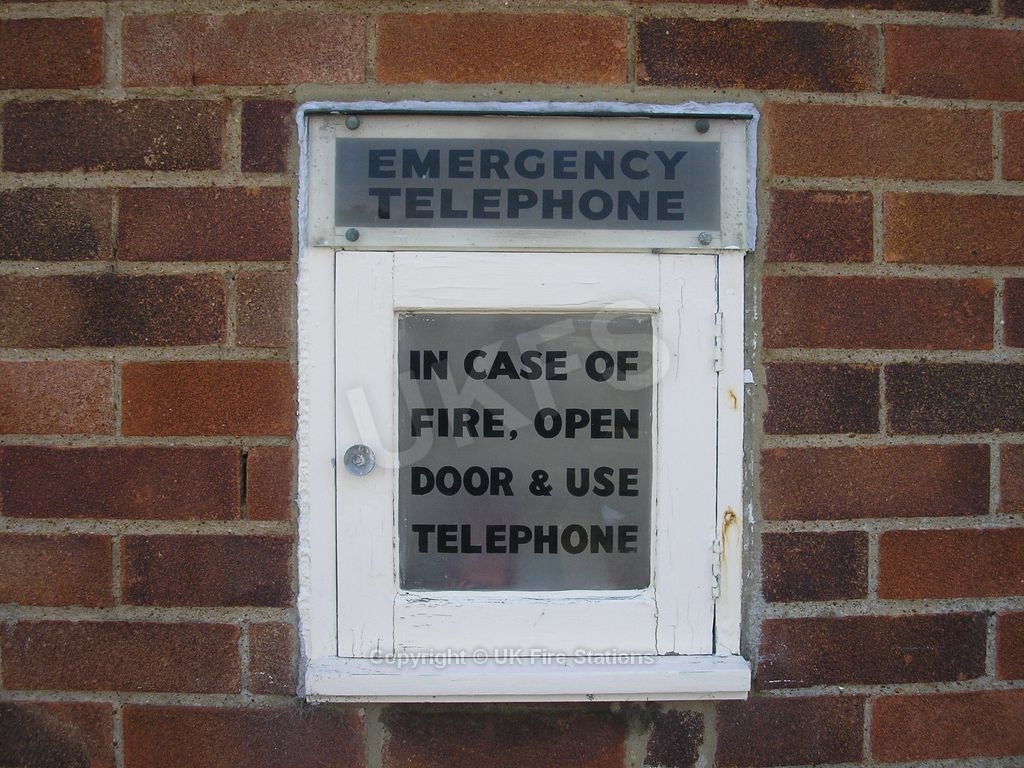 EMERGENCY
TELEPHONE
IN CASE OF
FIRE, OPEN
DOOR & USE
TELEPHONE
UKFS
Copyright © UK Fire Stations